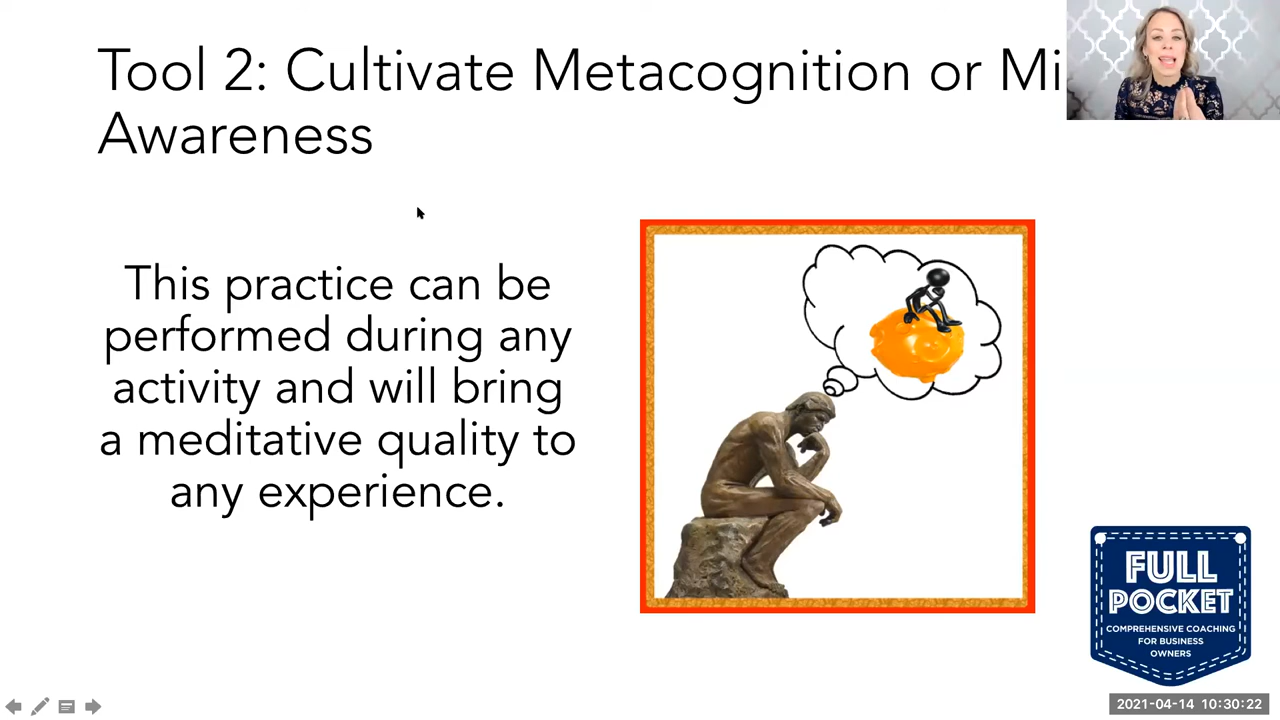 Tool 2: Cultivate Metacognition or Mi
Awareness
This practice can be
performed during any
activity and will bring
a meditative quality to
any experience.
FULL
POCKET
COMPREHENSIVE COACHING
FOR BUSINESS
OWNERS
2021-04-14 10:30:22